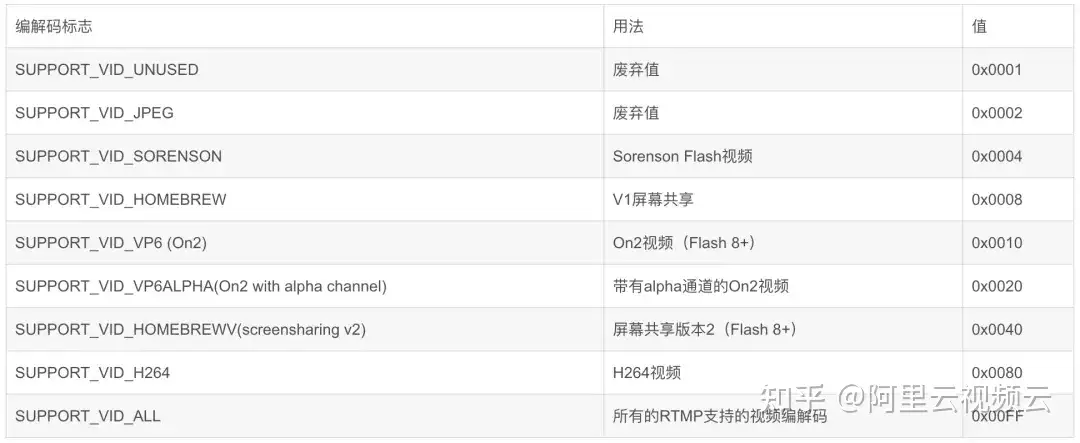 编解码标志 用法 值
SUPPORT_VID_UNUSED 废弃值 0x0001
SUPPORT_VID_JPEG 废弃值 0x0002
SUPPORT_VID_SORENSON Sorenson Flash视频 0x0004
SUPPORT_VID_HOMEBREW V1屏幕共享 0x0008
SUPPORT_VID_VP6 (On2) On2视频（Flash 8+） 0x0010
SUPPORT_VID_VP6ALPHA(On2 with alpha channel) 带有alpha通道的On2视频 0x0020
SUPPORT_VID_HOMEBREWV(screensharing v2) 屏幕共享版本2（Flash 8+） 0x0040
SUPPORT_VID_H264 H264视频 0x0080
SUPPORT_VID_ALL 所有的RTMP支持的视频编解码 0x00FF
知乎 @阿里云视频云